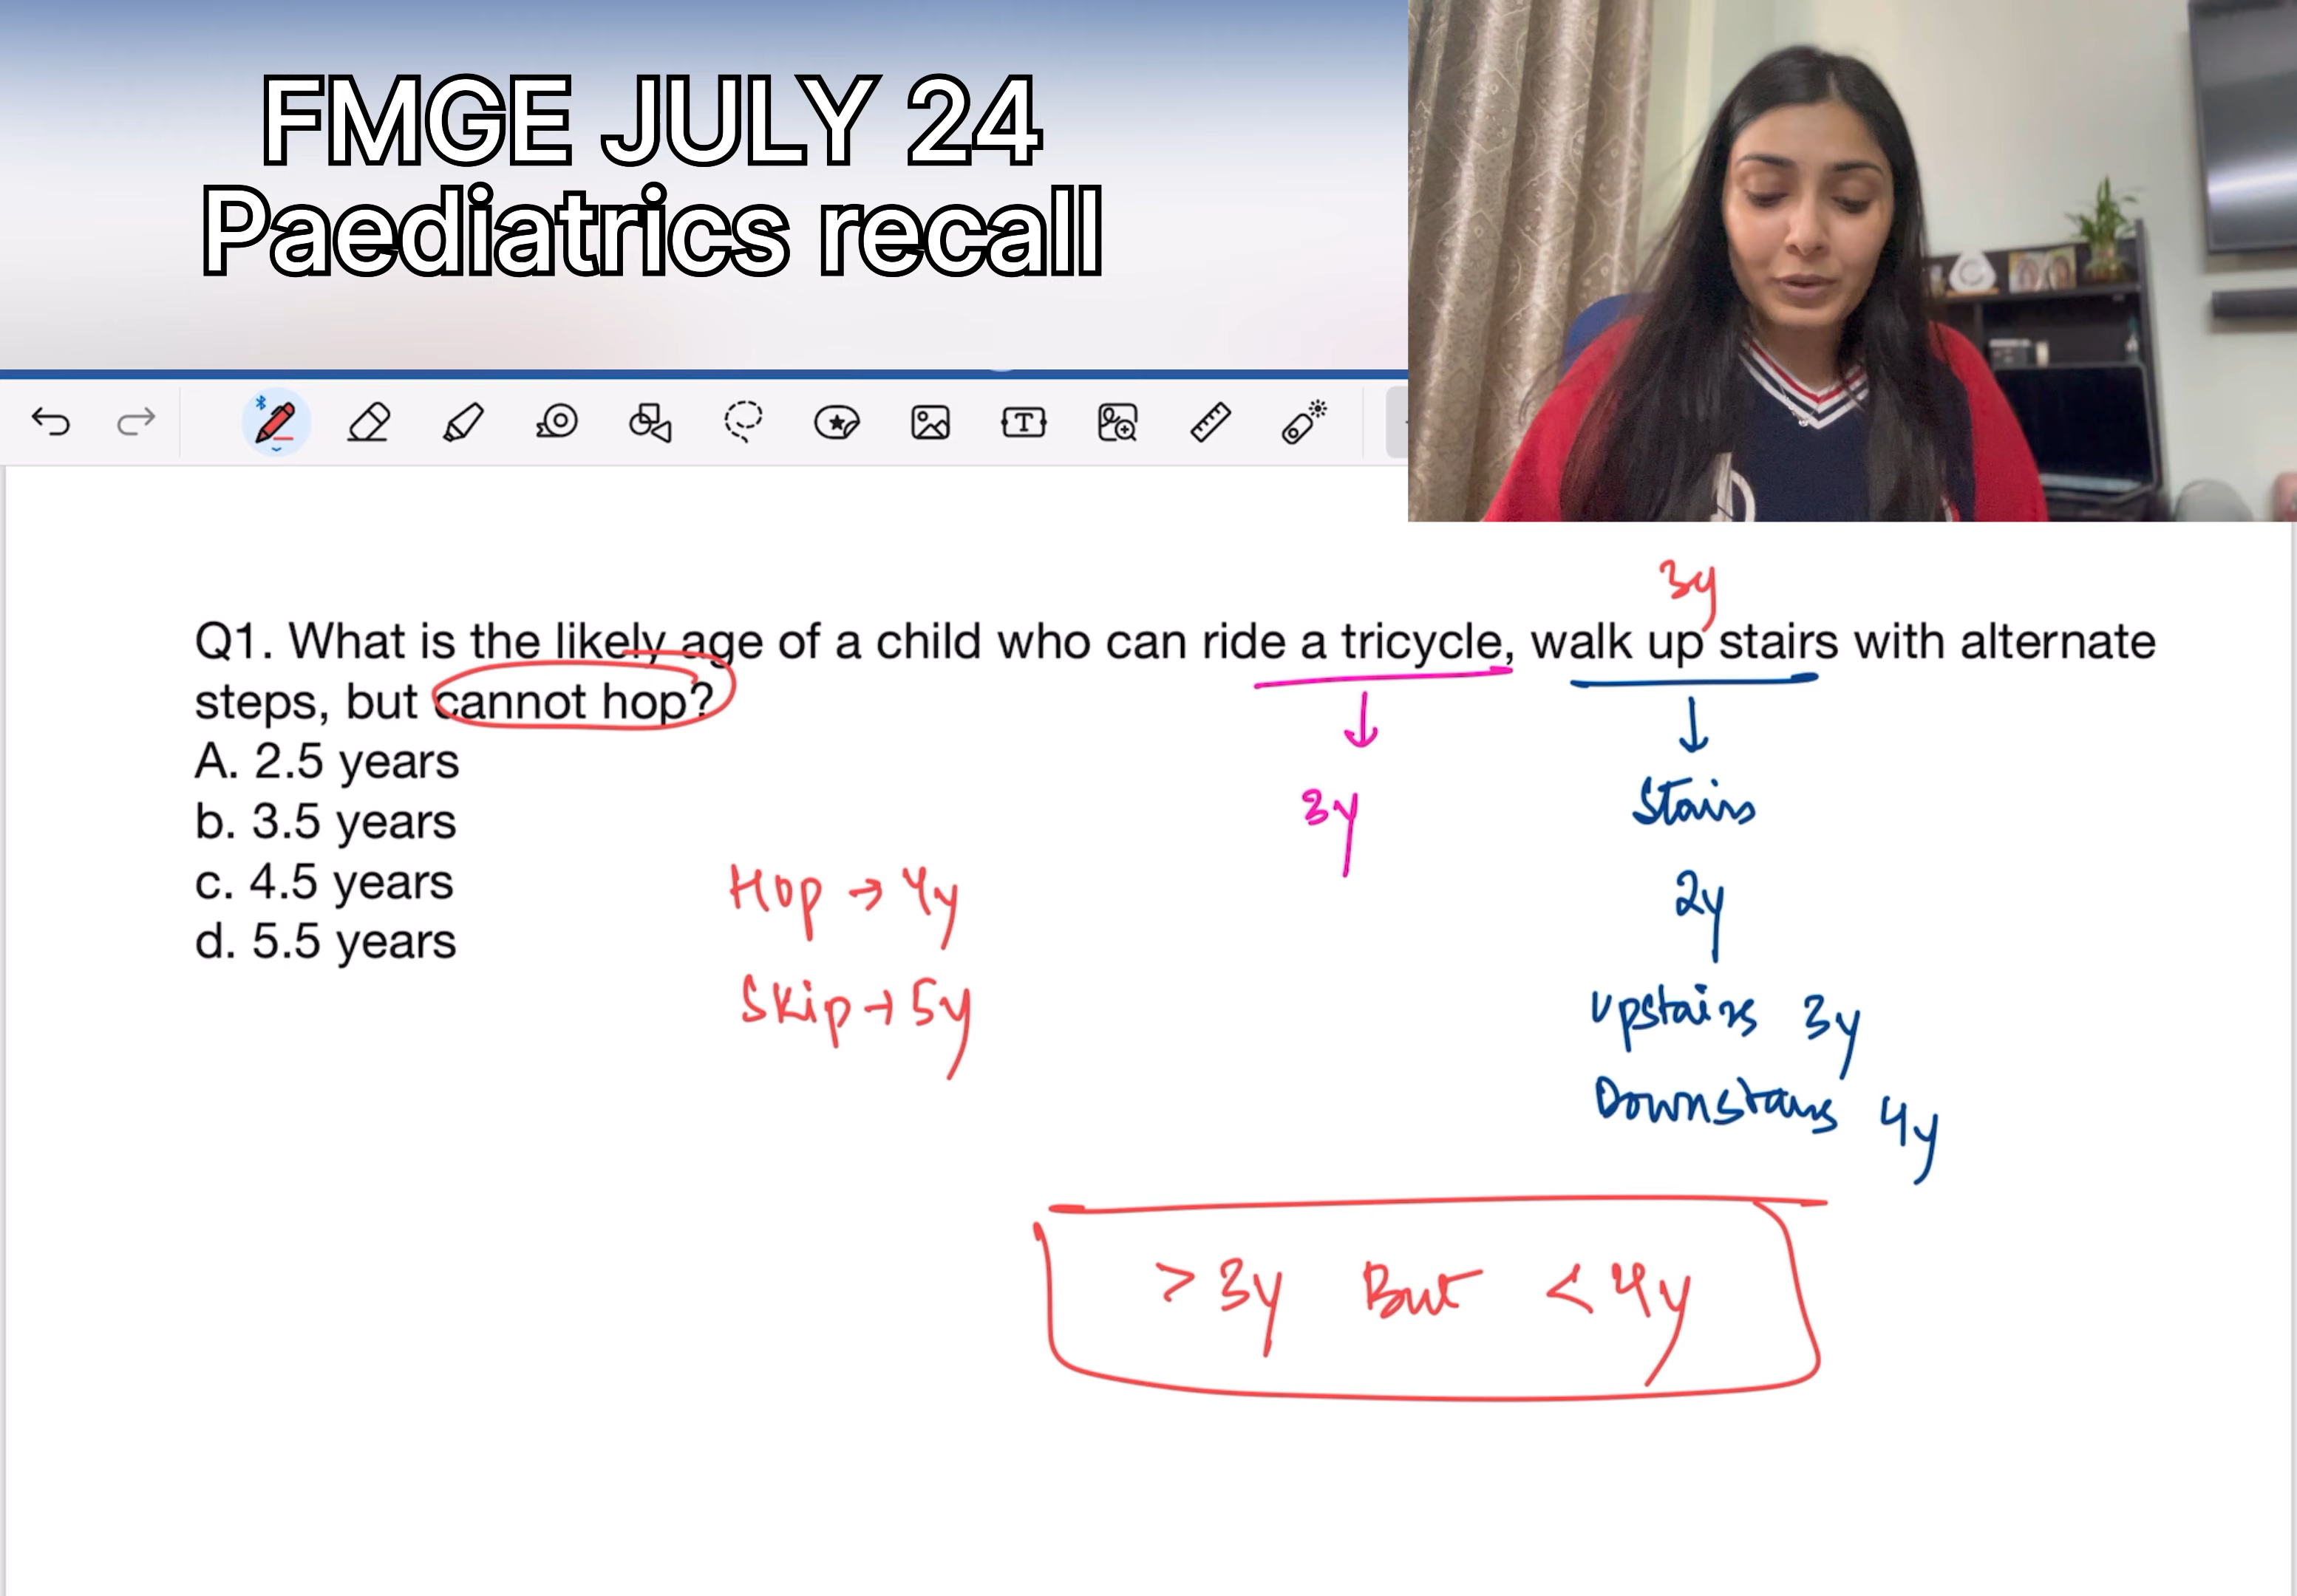 FMGE JULY 24
Paediatrics recall
3y
Q1. What is the likely age of a child who can ride a tricycle, walk up stairs with alternate
steps, but cannot hop?
A. 2.5 years
b. 3.5 years
c. 4.5 years
d. 5.5 years
3y
Stairs
2y
Hop → 4y
Skip → 5y
Upstairs 3y
Downstairs 4y
> 3y But < 4y